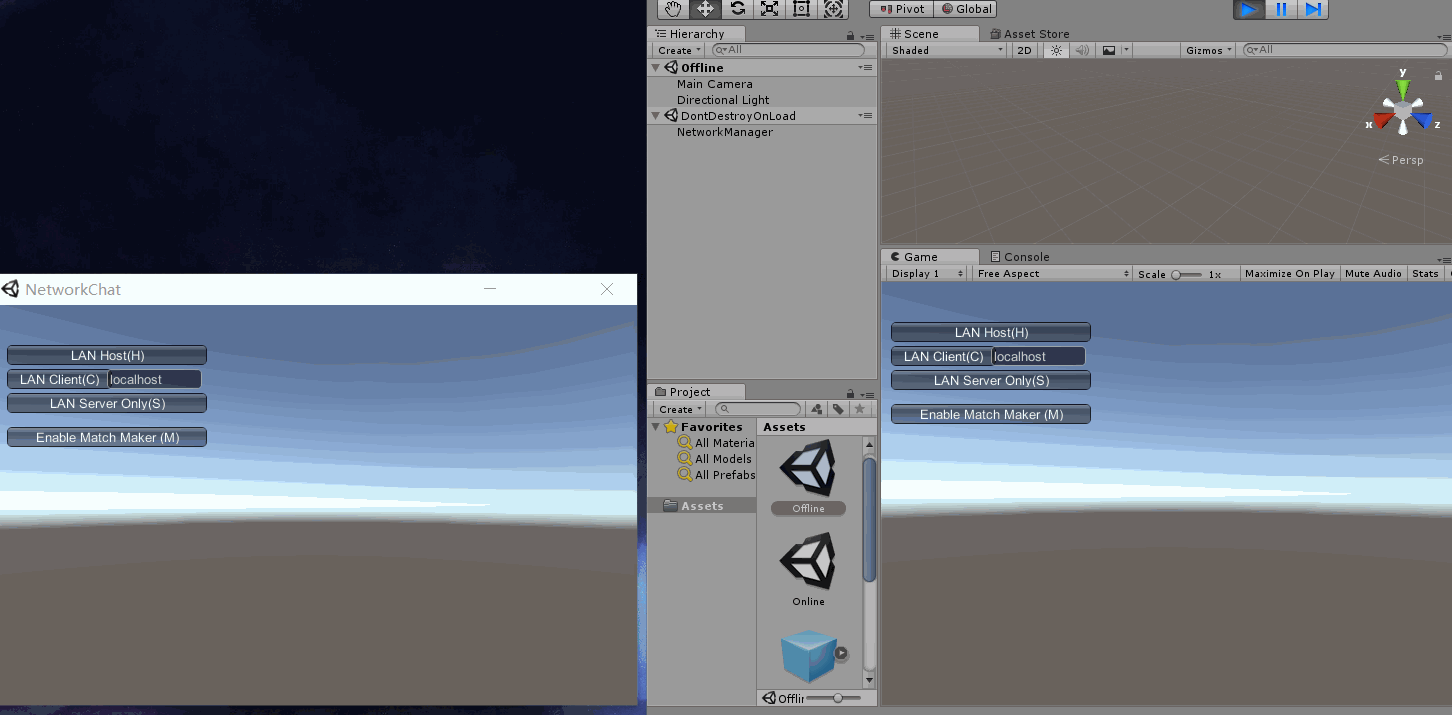 Pivot Global
Hierarchy
Create All
Offline
Main Camera
Directional Light
DontDestroyOnLoad
NetworkManager
Scene Asset Store
Shaded 2D Gizmos All
y
x z
Persp
NetworkChat
LAN Host(H)
LAN Client(C) localhost
LAN Server Only(S)
Enable Match Maker (M)
Game Console
Display 1 Free Aspect Scale 1x Maximize On Play Mute Audio Stats
LAN Host(H)
LAN Client(C) localhost
LAN Server Only(S)
Enable Match Maker (M)
Project
Create
Favorites
All Materia
All Models
All Prefabs
Assets
Assets
Offline
Online
Offlin